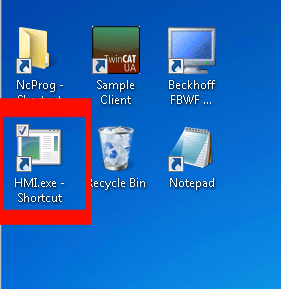 NcProg -
Shortcut
TwinCAT
UA
Sample
Client
Beckhoff
FBWF ...
HMI.exe -
Shortcut
Recycle Bin
Notepad